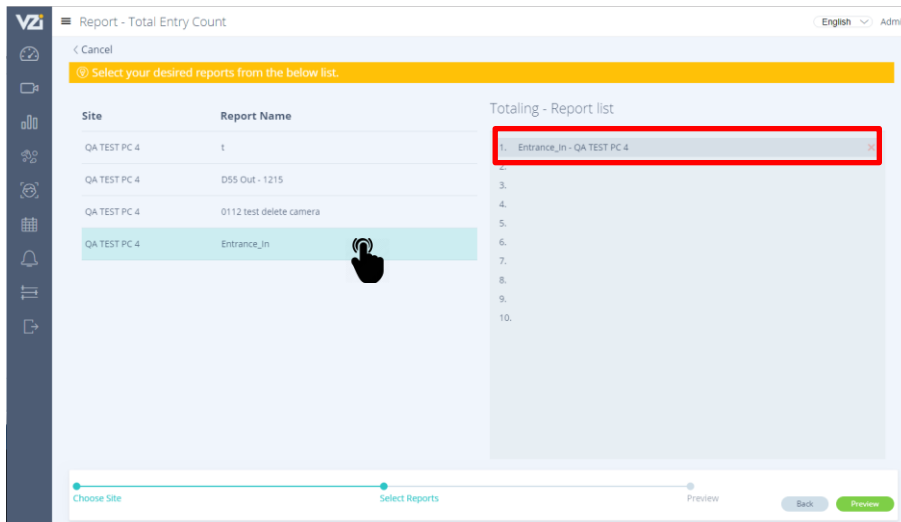 VZi
Report - Total Entry Count
English
Admi
< Cancel
Select your desired reports from the below list.
Site Report Name
QA TEST PC 4 t
QA TEST PC 4 D55 Out - 1215
QA TEST PC 4 0112 test delete camera
QA TEST PC 4 Entrance_In
Totaling - Report list
1. Entrance_In - QA TEST PC 4
2.
3.
4.
5.
6.
7.
8.
9.
10.
Choose Site
Select Reports
Preview
Back
Preview